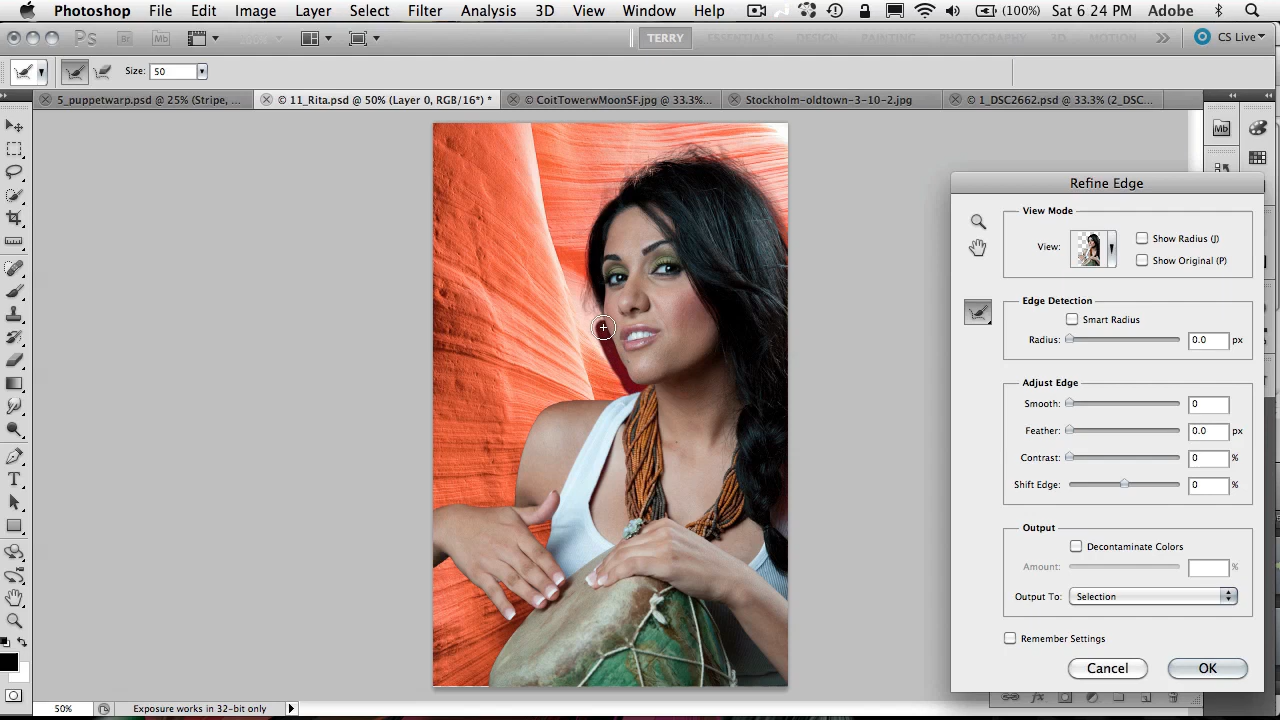 Photoshop File Edit Image Layer Select Filter Analysis 3D View Window Help (100%) Sat 6:24 PM Adobe
Ps Br Mb TERRY ESSENTIALS DESIGN PAINTING PHOTOGRAPHY 3D MOTION CS Live
Size: 50
5_puppetwarp.psd @ 25% (Stripe, ... © 11_Rita.psd @ 50% (Layer 0, RGB/16*) * © CoitTowerwMoonSF.jpg @ 33.3%... Stockholm-oldtown-3-10-2.jpg © 1_DSC2662.psd @ 33.3% (2_DSC...
Mb
Refine Edge
View Mode
View:
Show Radius (J)
Show Original (P)
Edge Detection
Smart Radius
Radius: 0.0 px
Adjust Edge
Smooth: 0
Feather: 0.0 px
Contrast: 0 %
Shift Edge: 0 %
Output
Decontaminate Colors
Amount: %
Output To: Selection
Remember Settings
Cancel OK
50% Exposure works in 32-bit only